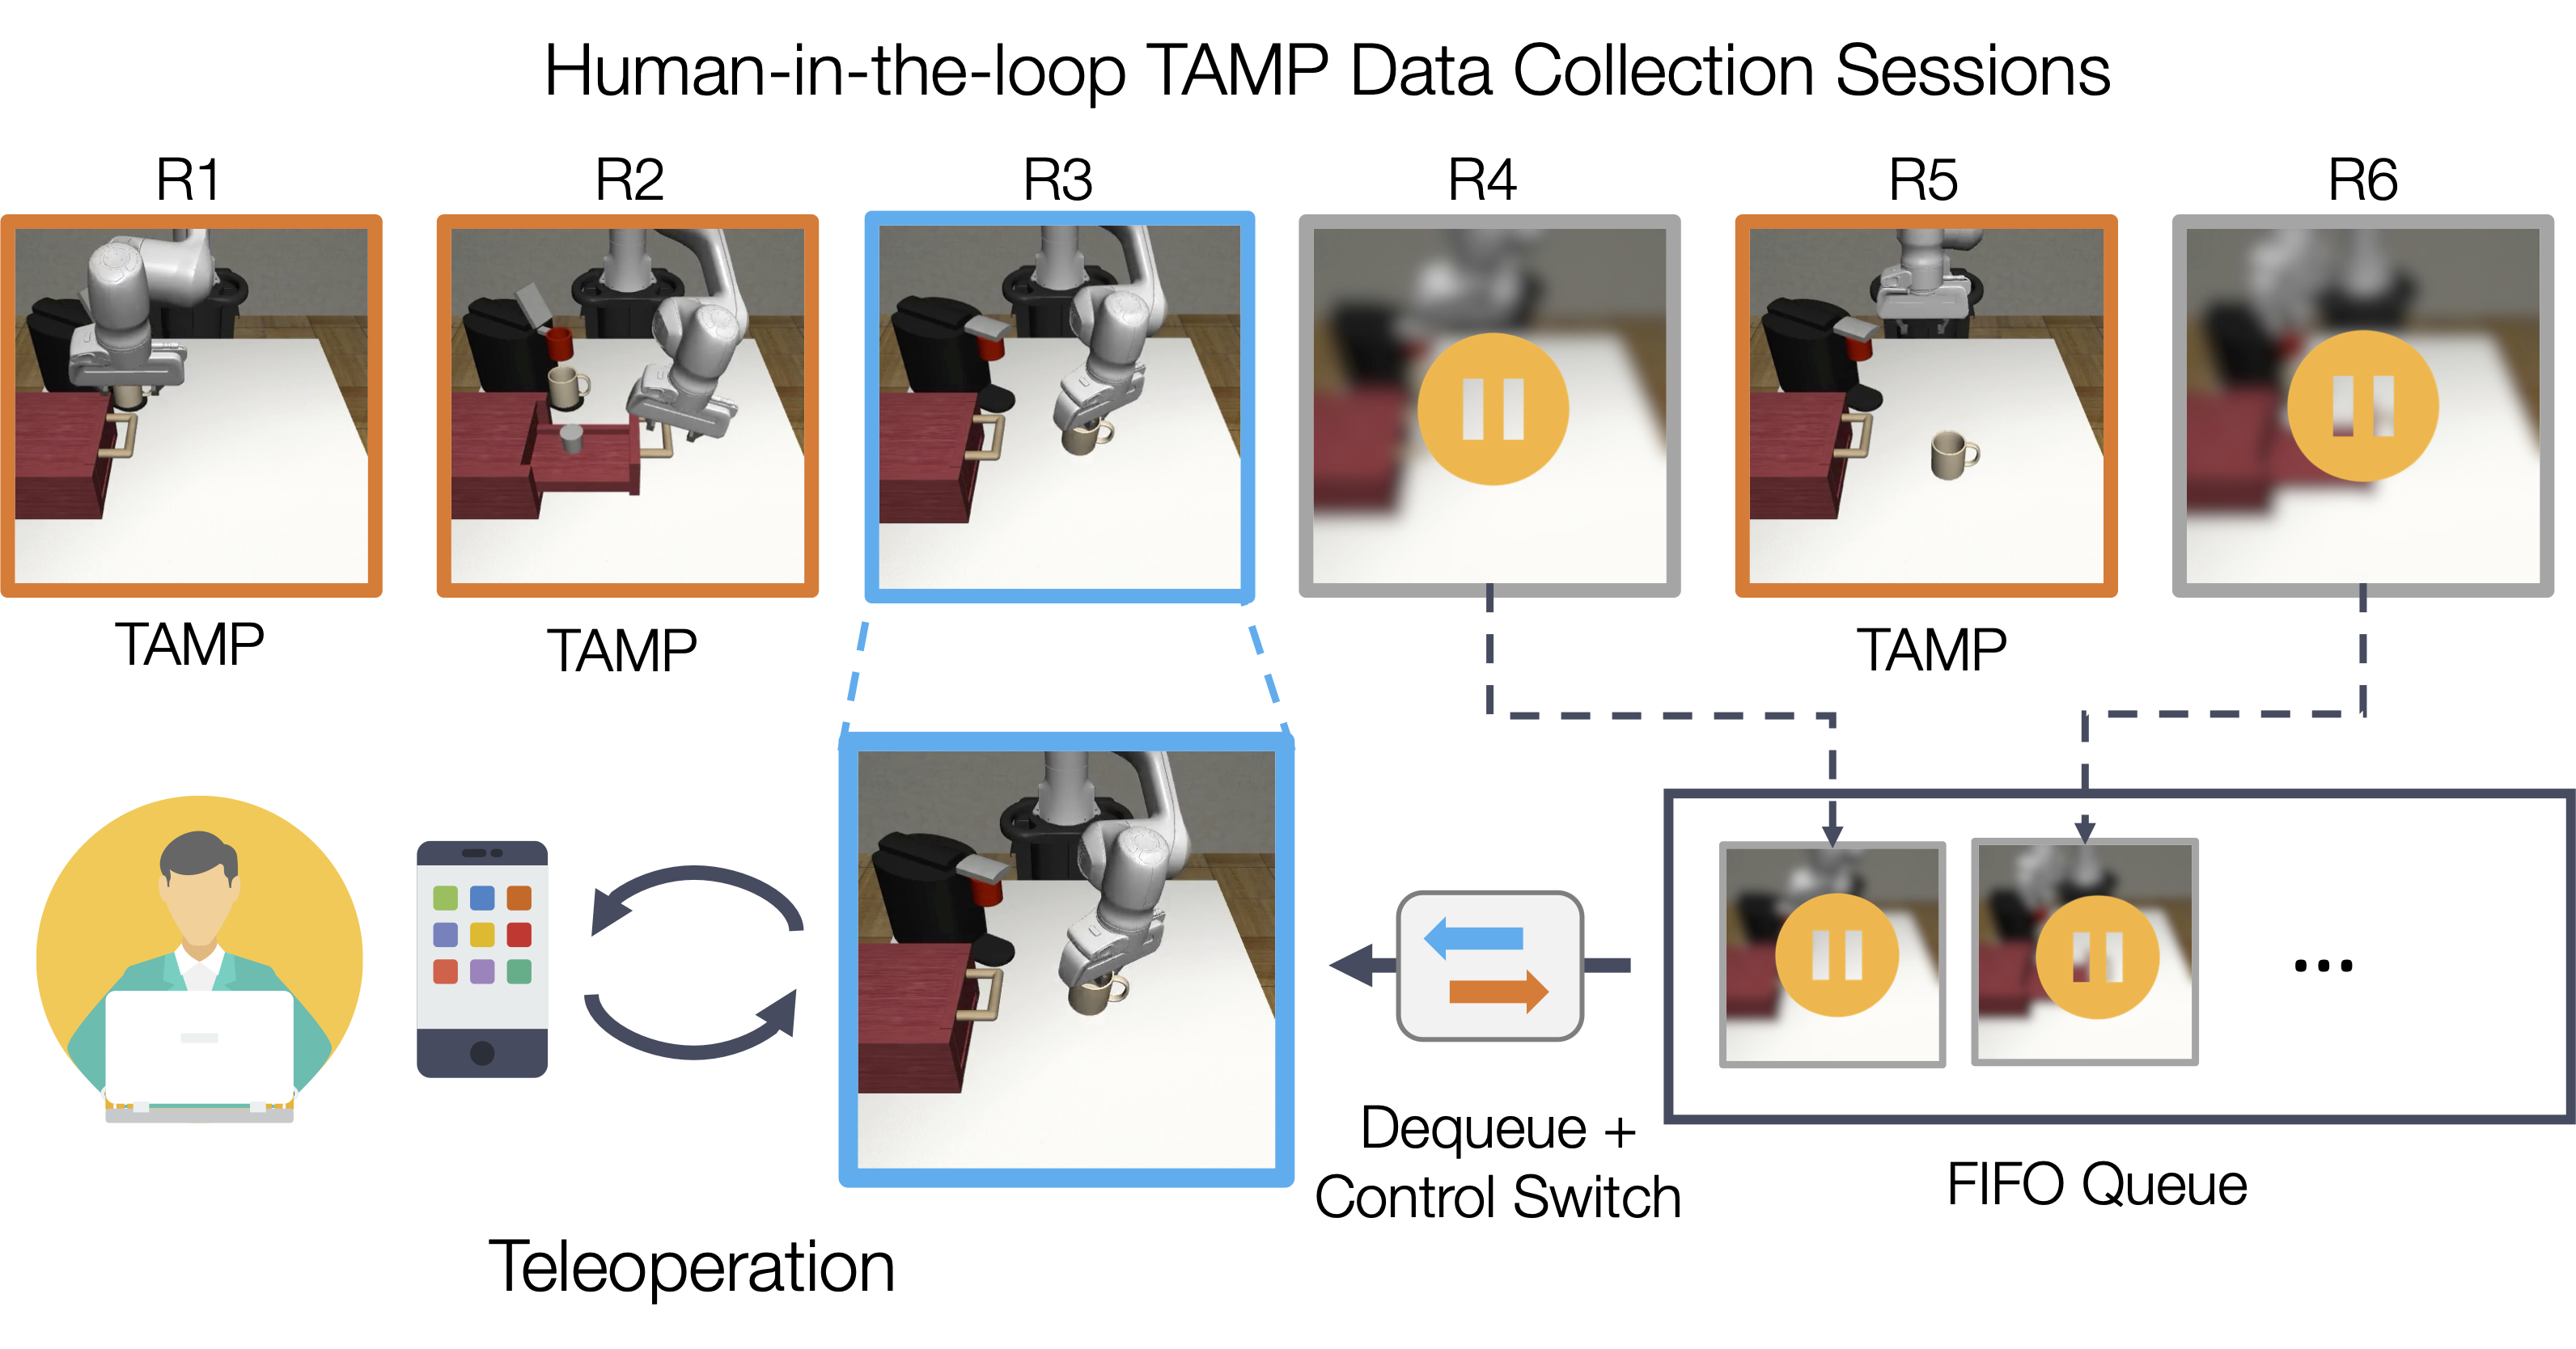 Human-in-the-loop TAMP Data Collection Sessions
R1
R2
R3
R4
R5
R6
TAMP
TAMP
TAMP
Dequeue +
Control Switch
FIFO Queue
...
Teleoperation